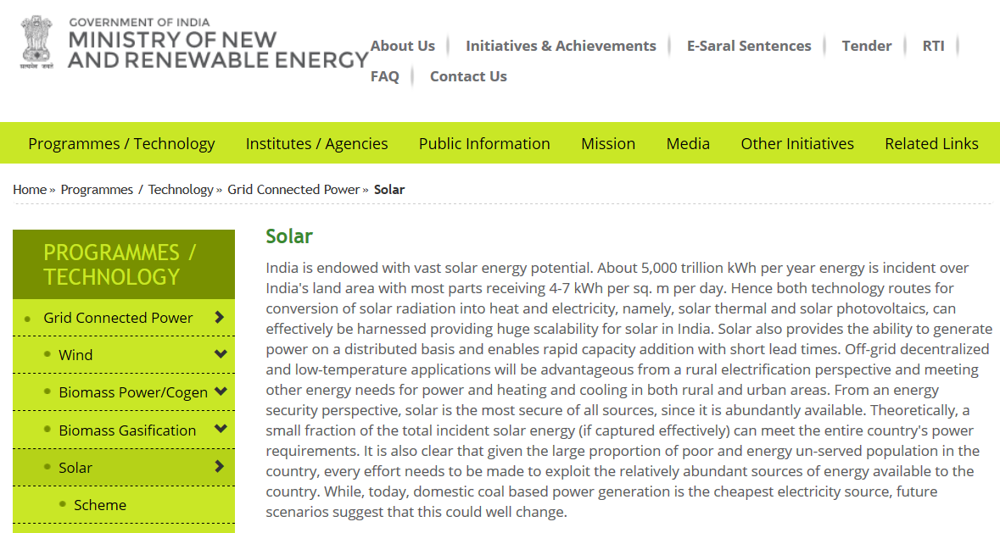 GOVERNMENT OF INDIA
MINISTRY OF NEW
AND RENEWABLE ENERGY
सत्यमेव जयते
About Us
Initiatives & Achievements
E-Saral Sentences
Tender
RTI
FAQ
Contact Us
Programmes / Technology
Institutes / Agencies
Public Information
Mission
Media
Other Initiatives
Related Links
Home » Programmes / Technology » Grid Connected Power » Solar
PROGRAMMES /
TECHNOLOGY
Grid Connected Power
Wind
Biomass Power/Cogen
Biomass Gasification
Solar
Scheme
Solar
India is endowed with vast solar energy potential. About 5,000 trillion kWh per year energy is incident over
India's land area with most parts receiving 4-7 kWh per sq. m per day. Hence both technology routes for
conversion of solar radiation into heat and electricity, namely, solar thermal and solar photovoltaics, can
effectively be harnessed providing huge scalability for solar in India. Solar also provides the ability to generate
power on a distributed basis and enables rapid capacity addition with short lead times. Off-grid decentralized
and low-temperature applications will be advantageous from a rural electrification perspective and meeting
other energy needs for power and heating and cooling in both rural and urban areas. From an energy
security perspective, solar is the most secure of all sources, since it is abundantly available. Theoretically, a
small fraction of the total incident solar energy (if captured effectively) can meet the entire country's power
requirements. It is also clear that given the large proportion of poor and energy un-served population in the
country, every effort needs to be made to exploit the relatively abundant sources of energy available to the
country. While, today, domestic coal based power generation is the cheapest electricity source, future
scenarios suggest that this could well change.